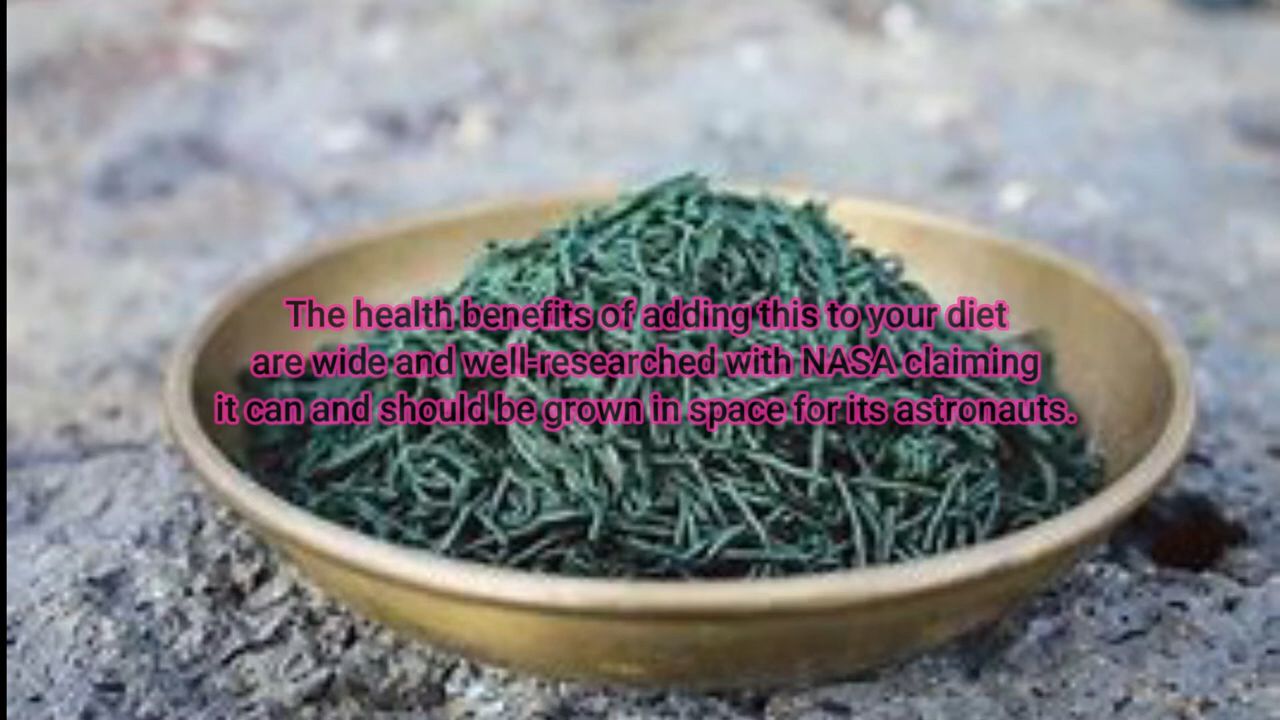 The health benefits of adding this to your diet
are wide and well-researched with NASA claiming
it can and should be grown in space for its astronauts.